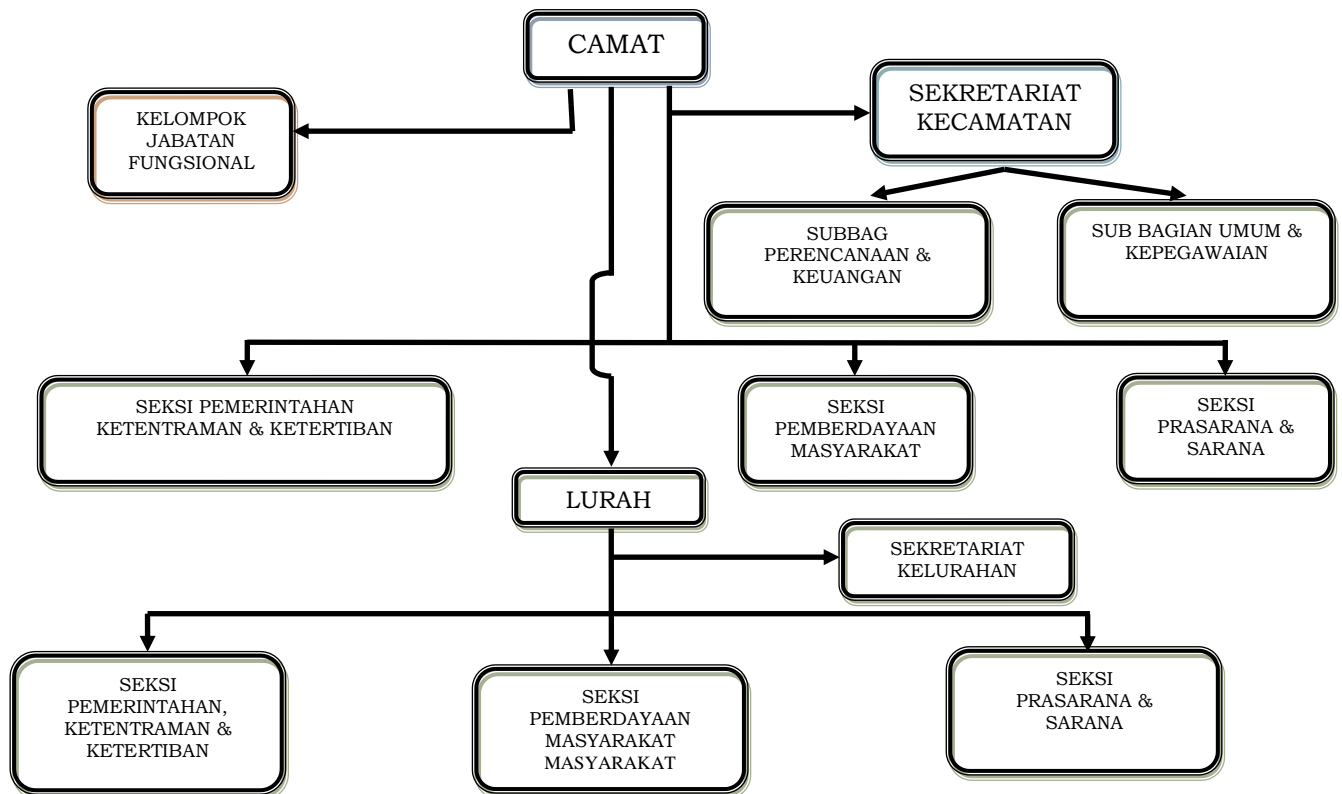 CAMAT
SEKRETARIAT
KECAMATAN
KELOMPOK
JABATAN
FUNGSIONAL
SUBBAG
PERENCANAAN &
KEUANGAN
SUB BAGIAN UMUM &
KEPEGAWAIAN
SEKSI PEMERINTAHAN
KETENTRAMAN & KETERTIBAN
SEKSI
PEMBERDAYAAN
MASYARAKAT
SEKSI
PRASARANA &
SARANA
LURAH
SEKRETARIAT
KELURAHAN
SEKSI
PEMERINTAHAN,
KETENTRAMAN &
KETERTIBAN
SEKSI
PEMBERDAYAAN
MASYARAKAT
MASYARAKAT
SEKSI
PRASARANA &
SARANA